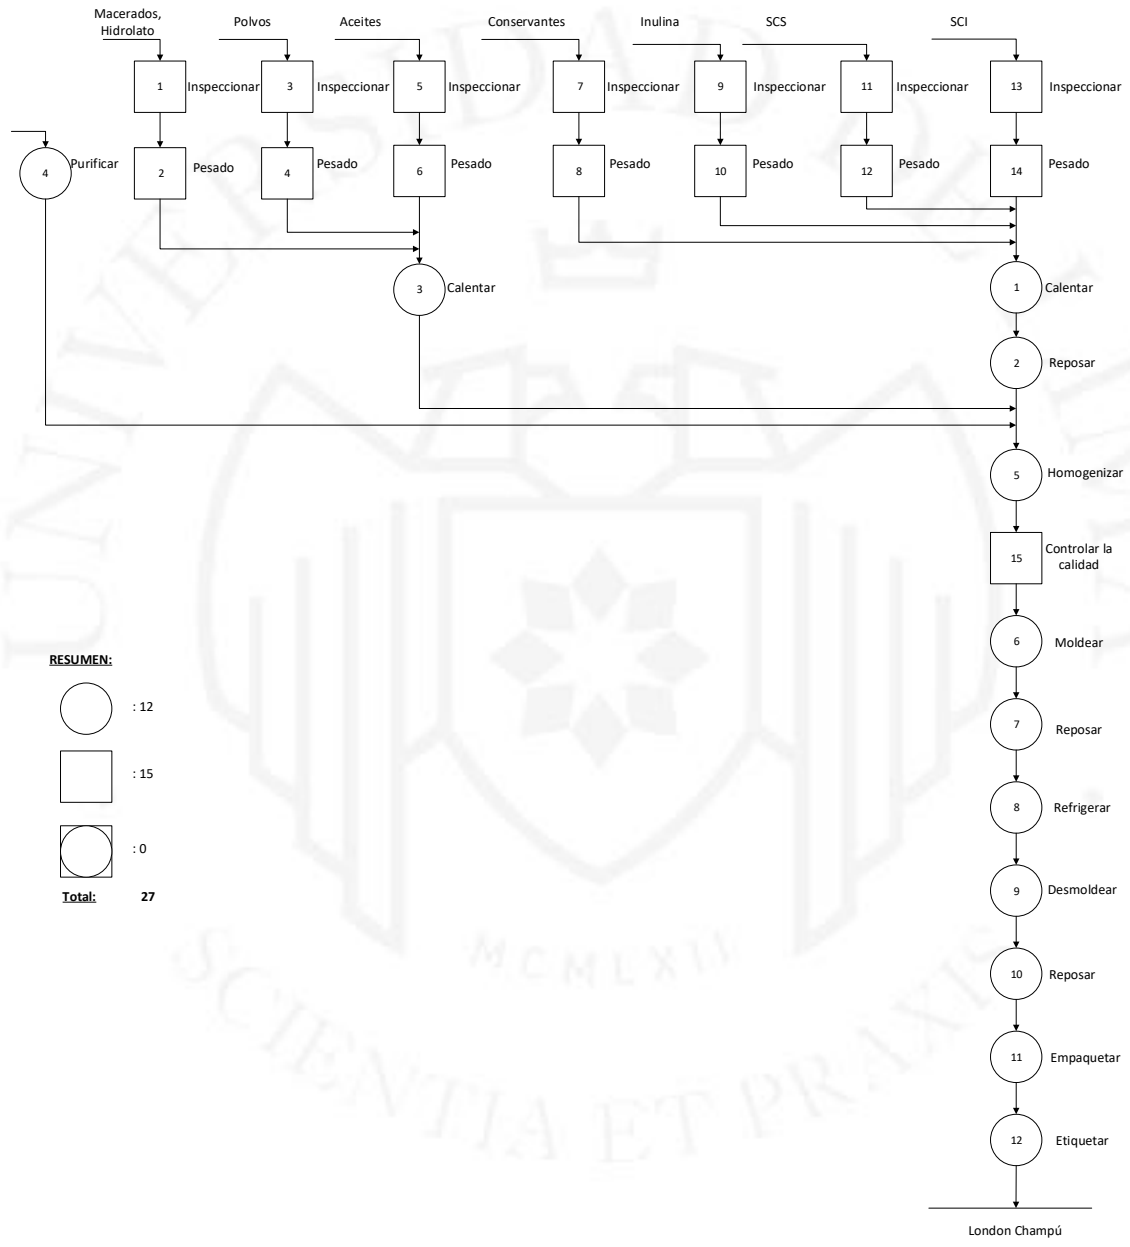 Macerados,
Hidrolato
Polvos
Aceites
Conservantes
Inulina
SCS
SCI
1
Inspeccionar
3
Inspeccionar
5
Inspeccionar
7
Inspeccionar
9
Inspeccionar
11
Inspeccionar
13
Inspeccionar
4
Purificar
2
Pesado
4
Pesado
6
Pesado
8
Pesado
10
Pesado
12
Pesado
14
Pesado
3
Calentar
1
Calentar
2
Reposar
5
Homogenizar
15
Controlar la
calidad
6
Moldear
7
Reposar
8
Refrigerar
9
Desmoldear
10
Reposar
11
Empaquetar
12
Etiquetar
London Champú
RESUMEN:
: 12
: 15
: 0
Total: 27
UNIVERSIDAD DE LIMA
MCMLXII
SCIENTIA ET PRAXIS